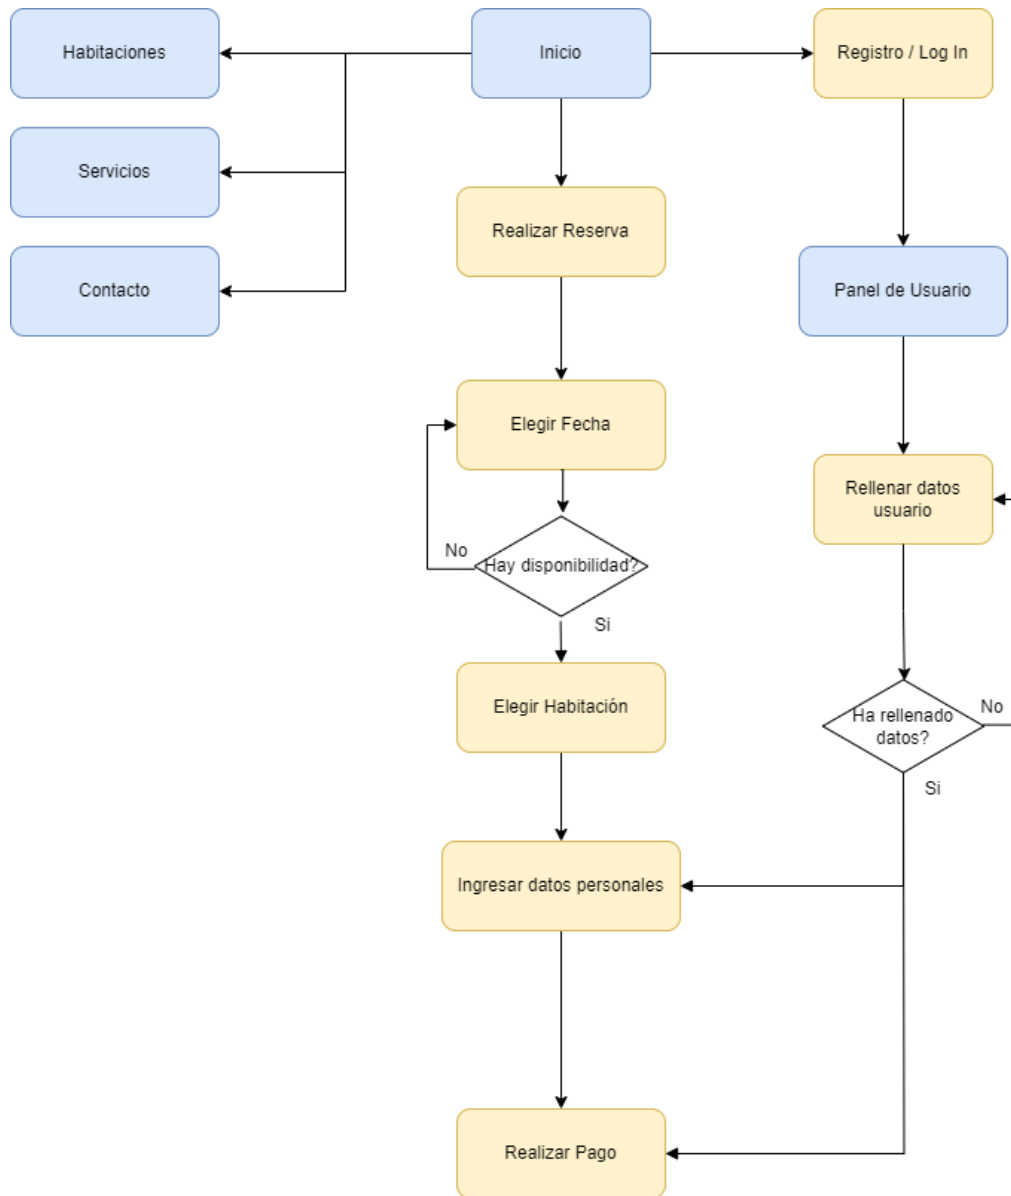 Habitaciones
Inicio
Registro / Log In
Servicios
Realizar Reserva
Contacto
Panel de Usuario
Elegir Fecha
Rellenar datos
usuario
No
Hay disponibilidad?
Si
Elegir Habitación
Ha rellenado
datos?
No
Si
Ingresar datos personales
Realizar Pago